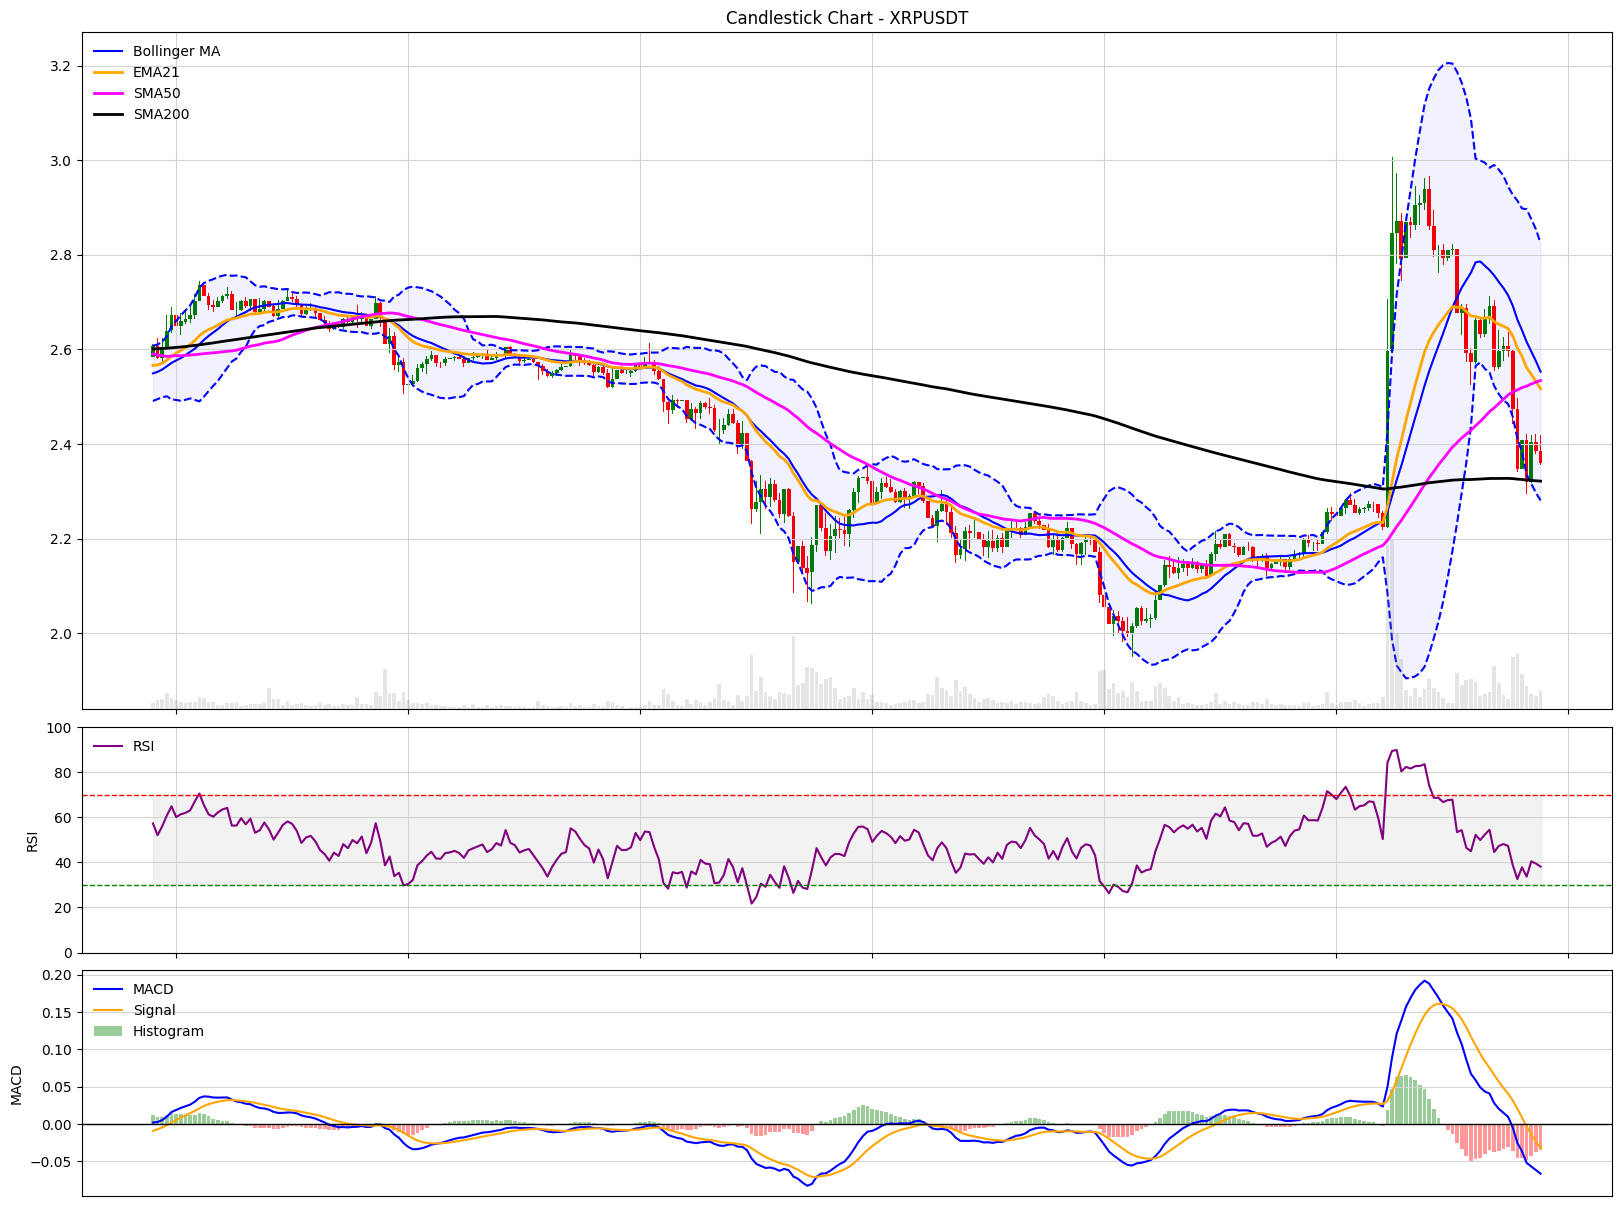 Candlestick Chart - XRPUSDT
Bollinger MA
EMA21
SMA50
SMA200
3.2
3.0
2.8
2.6
2.4
2.2
2.0
RSI
RSI
100
80
60
40
20
0
MACD
Signal
Histogram
MACD
0.20
0.15
0.10
0.05
0.00
−0.05